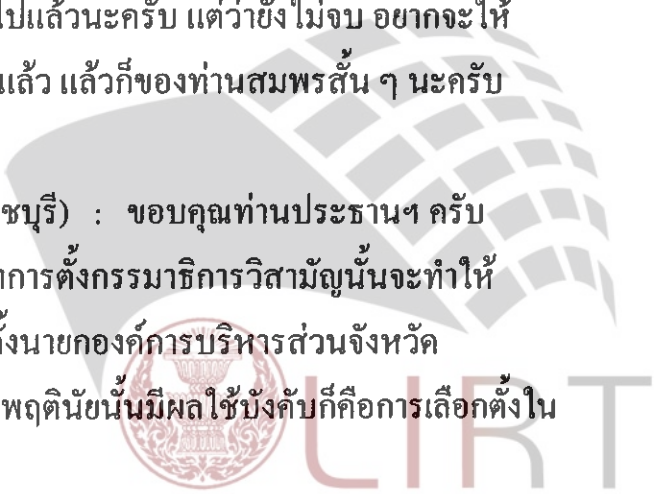 ไปแล้วนะครับ แต่ว่ายังไม่จบ อยากจะให้
แล้ว แล้วก็ของท่านสมพรสั้น ๆ นะครับ
ชบุรี) : ขอบคุณท่านประธานฯ ครับ
การตั้งกรรมาธิการวิสามัญนั้นจะทำให้
ตั้งนายกองค์การบริหารส่วนจังหวัด
พฤตินัยนั้นมีผลใช้บังคับก็คือการเลือกตั้งใน
LIRT